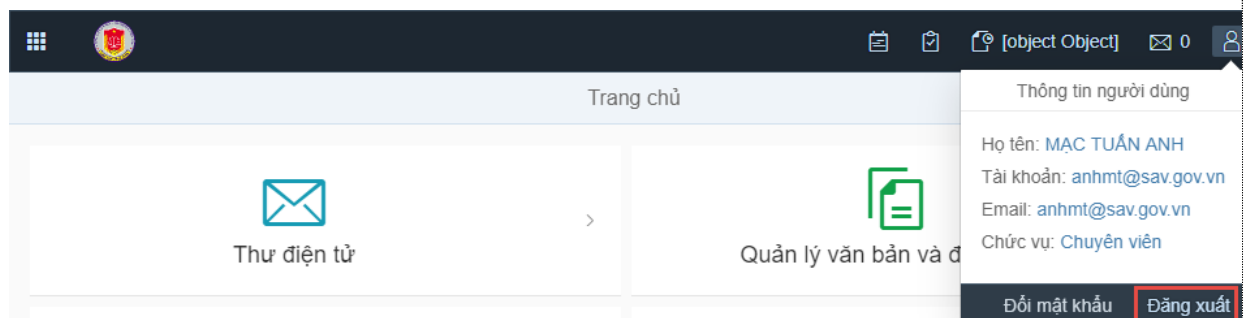 [object Object] 0
Trang chủ
Thông tin người dùng
Họ tên: MẠC TUẤN ANH
Tài khoản: anhmt@sav.gov.vn
Email: anhmt@sav.gov.vn
Chức vụ: Chuyên viên
Đổi mật khẩu Đăng xuất
Thư điện tử
Quản lý văn bản và đ